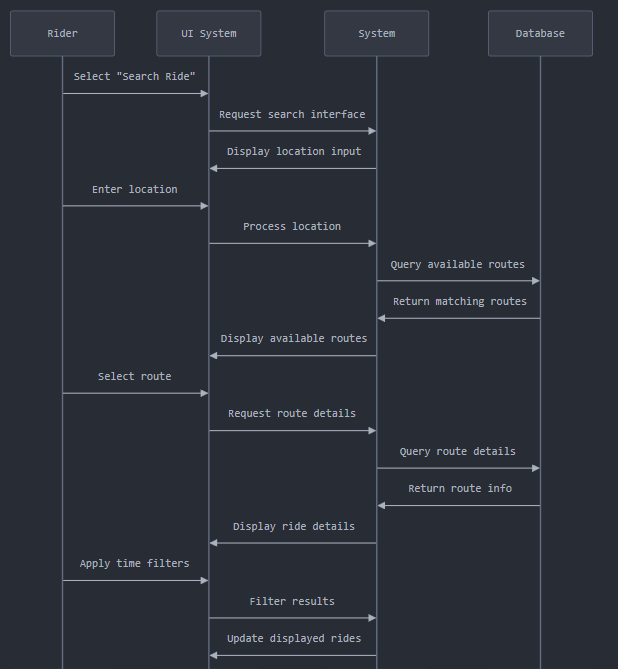 Rider
UI System
System
Database
Select "Search Ride"
Request search interface
Display location input
Enter location
Process location
Query available routes
Return matching routes
Display available routes
Select route
Request route details
Query route details
Return route info
Display ride details
Apply time filters
Filter results
Update displayed rides